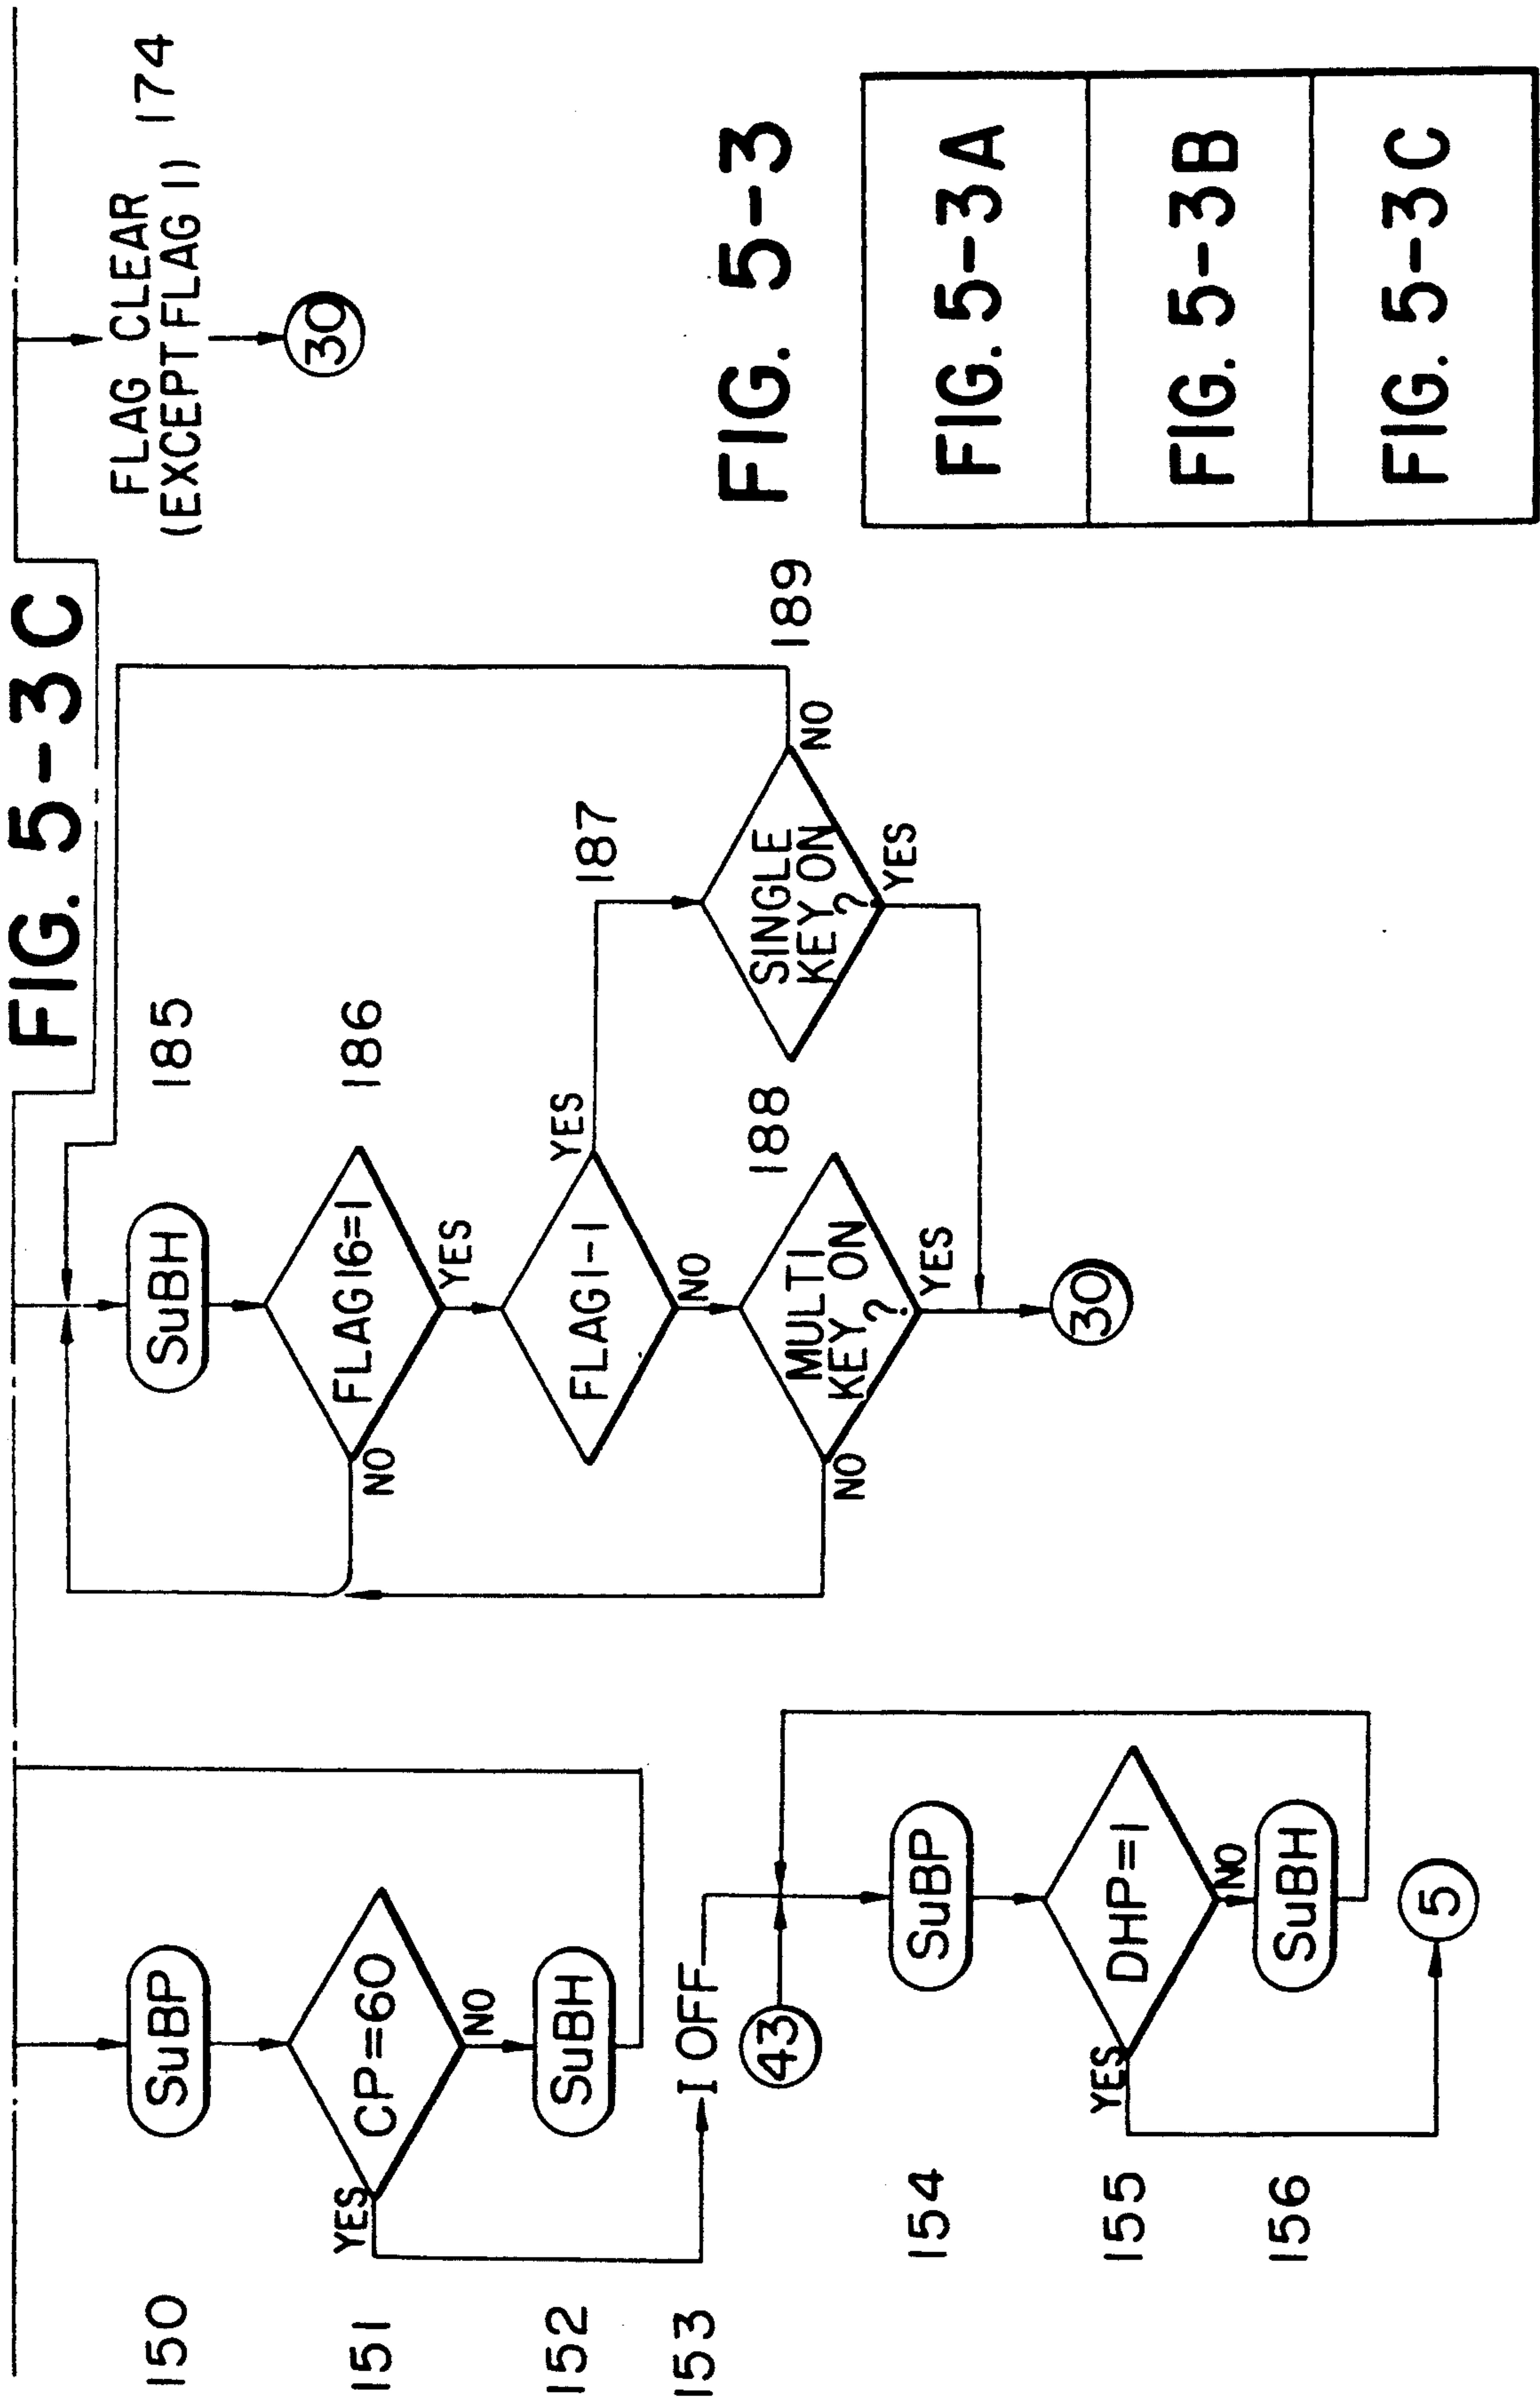 FIG. 5-3C
150
SuBP
151
CP=60
YES
NO
152
SuBH
153
I OFF
43
154
SuBP
155
DHP=1
YES
NO
156
SuBH
5
185
SuBH
186
FLAG16=1
NO
YES
187
FLAG1-1
YES
NO
188
MULTI
KEY ON
?
NO
YES
189
SINGLE
KEY ON
?
NO
YES
30
FLAG CLEAR 174
(EXCEPT FLAG 1)
30
FIG. 5-3
FIG. 5-3A
FIG. 5-3B
FIG. 5-3C